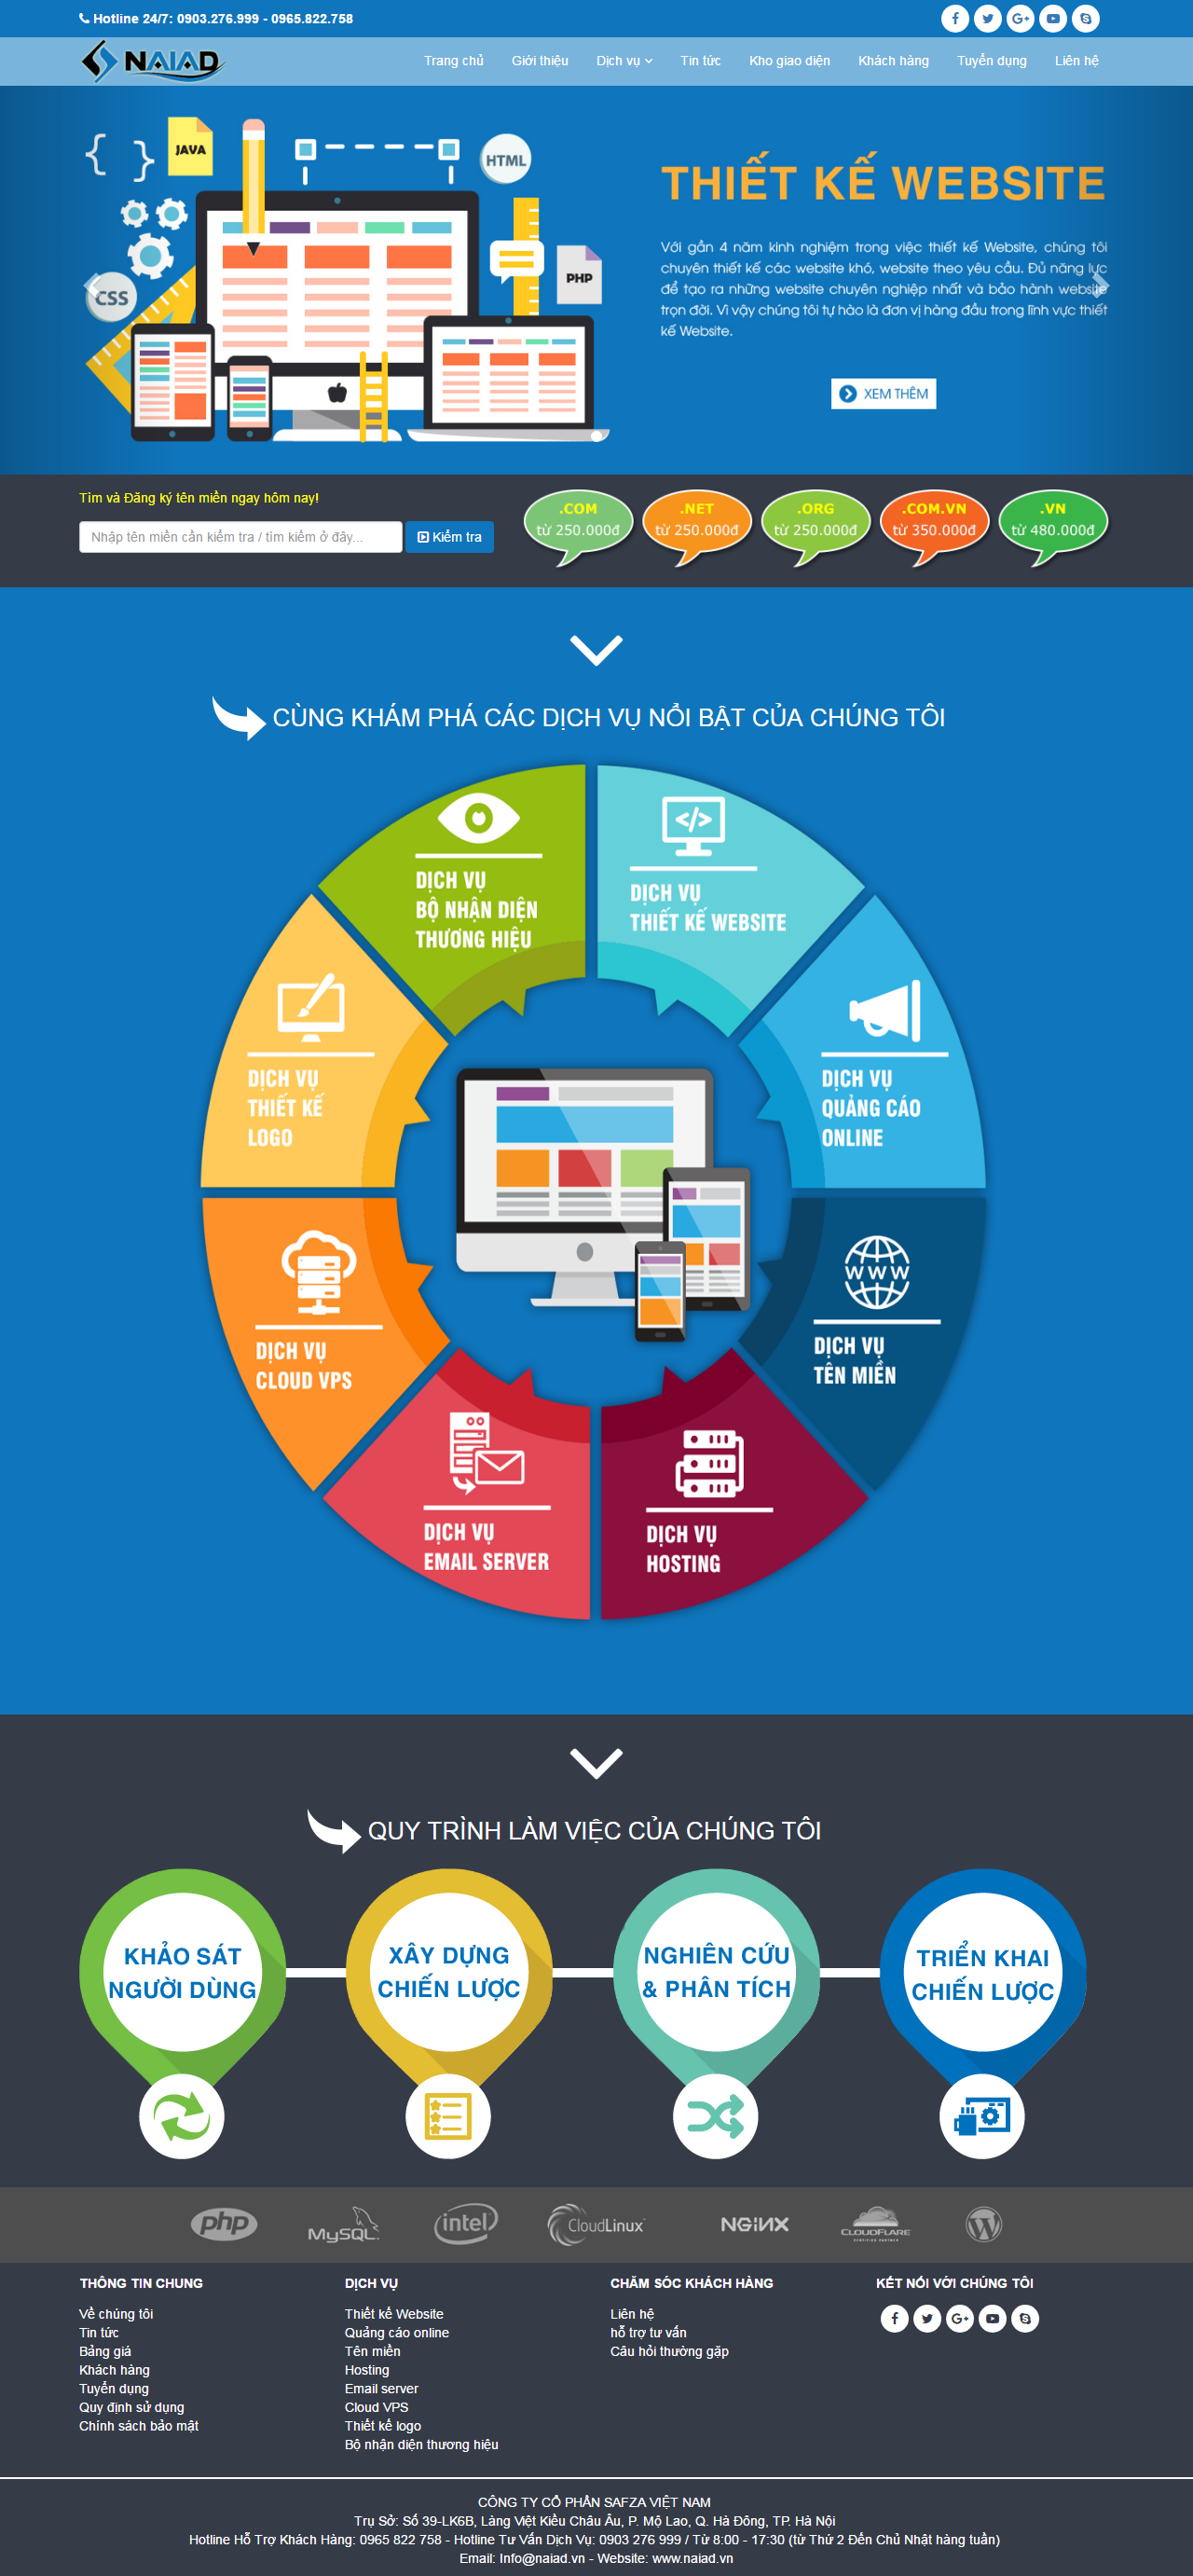 Hotline 24/7: 0903.276.999 - 0965.822.758
NAIAD
Trang chủ Giới thiệu Dịch vụ Tin tức Kho giao diện Khách hàng Tuyển dụng Liên hệ
{ }
JAVA
HTML
CSS
PHP
THIẾT KẾ WEBSITE
Với gần 4 năm kinh nghiệm trong việc thiết kế Website, chúng tôi
chuyên thiết kế các website khó, website theo yêu cầu. Đủ năng lực
để tạo ra những website chuyên nghiệp nhất và bảo hành website
trọn đời. Vì vậy chúng tôi tự hào là đơn vị hàng đầu trong lĩnh vực thiết
kế Website.
XEM THÊM
Tìm và Đăng ký tên miền ngay hôm nay!
Nhập tên miền cần kiểm tra / tìm kiếm ở đây...
Kiểm tra
.COM
từ 250.000đ
.NET
từ 250.000đ
.ORG
từ 250.000đ
.COM.VN
từ 350.000đ
.VN
từ 480.000đ
CÙNG KHÁM PHÁ CÁC DỊCH VỤ NỔI BẬT CỦA CHÚNG TÔI
DỊCH VỤ
BỘ NHẬN DIỆN
THƯƠNG HIỆU
</>
DỊCH VỤ
THIẾT KẾ WEBSITE
DỊCH VỤ
THIẾT KẾ
LOGO
DỊCH VỤ
QUẢNG CÁO
ONLINE
DỊCH VỤ
CLOUD VPS
WWW
DỊCH VỤ
TÊN MIỀN
DỊCH VỤ
EMAIL SERVER
DỊCH VỤ
HOSTING
QUY TRÌNH LÀM VIỆC CỦA CHÚNG TÔI
KHẢO SÁT
NGƯỜI DÙNG
XÂY DỰNG
CHIẾN LƯỢC
NGHIÊN CỨU
& PHÂN TÍCH
TRIỂN KHAI
CHIẾN LƯỢC
php
MySQL
intel
CloudLinux
NGINX
CLOUDFLARE
CERTIFIED PARTNER
W
THÔNG TIN CHUNG
Về chúng tôi
Tin tức
Bảng giá
Khách hàng
Tuyển dụng
Quy định sử dụng
Chính sách bảo mật
DỊCH VỤ
Thiết kế Website
Quảng cáo online
Tên miền
Hosting
Email server
Cloud VPS
Thiết kế logo
Bộ nhận diện thương hiệu
CHĂM SÓC KHÁCH HÀNG
Liên hệ
hỗ trợ tư vấn
Câu hỏi thường gặp
KẾT NỐI VỚI CHÚNG TÔI
CÔNG TY CỔ PHẦN SAFZA VIỆT NAM
Trụ Sở: Số 39-LK6B, Làng Việt Kiều Châu Âu, P. Mộ Lao, Q. Hà Đông, TP. Hà Nội
Hotline Hỗ Trợ Khách Hàng: 0965 822 758 - Hotline Tư Vấn Dịch Vụ: 0903 276 999 / Từ 8:00 - 17:30 (từ Thứ 2 Đến Chủ Nhật hàng tuần)
Email: Info@naiad.vn - Website: www.naiad.vn